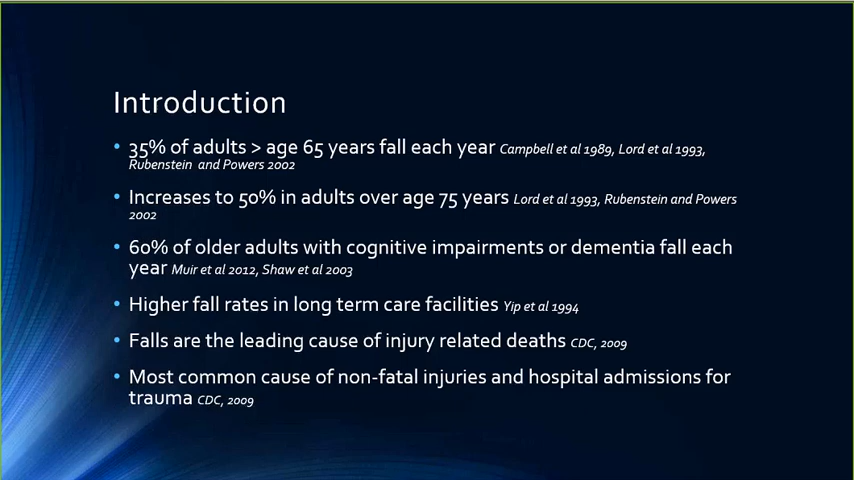 Introduction
• 35% of adults > age 65 years fall each year Campbell et al 1989, Lord et al 1993,
Rubenstein and Powers 2002
• Increases to 50% in adults over age 75 years Lord et al 1993, Rubenstein and Powers
2002
• 60% of older adults with cognitive impairments or dementia fall each
year Muir et al 2012, Shaw et al 2003
• Higher fall rates in long term care facilities Yip et al 1994
• Falls are the leading cause of injury related deaths CDC, 2009
• Most common cause of non-fatal injuries and hospital admissions for
trauma CDC, 2009